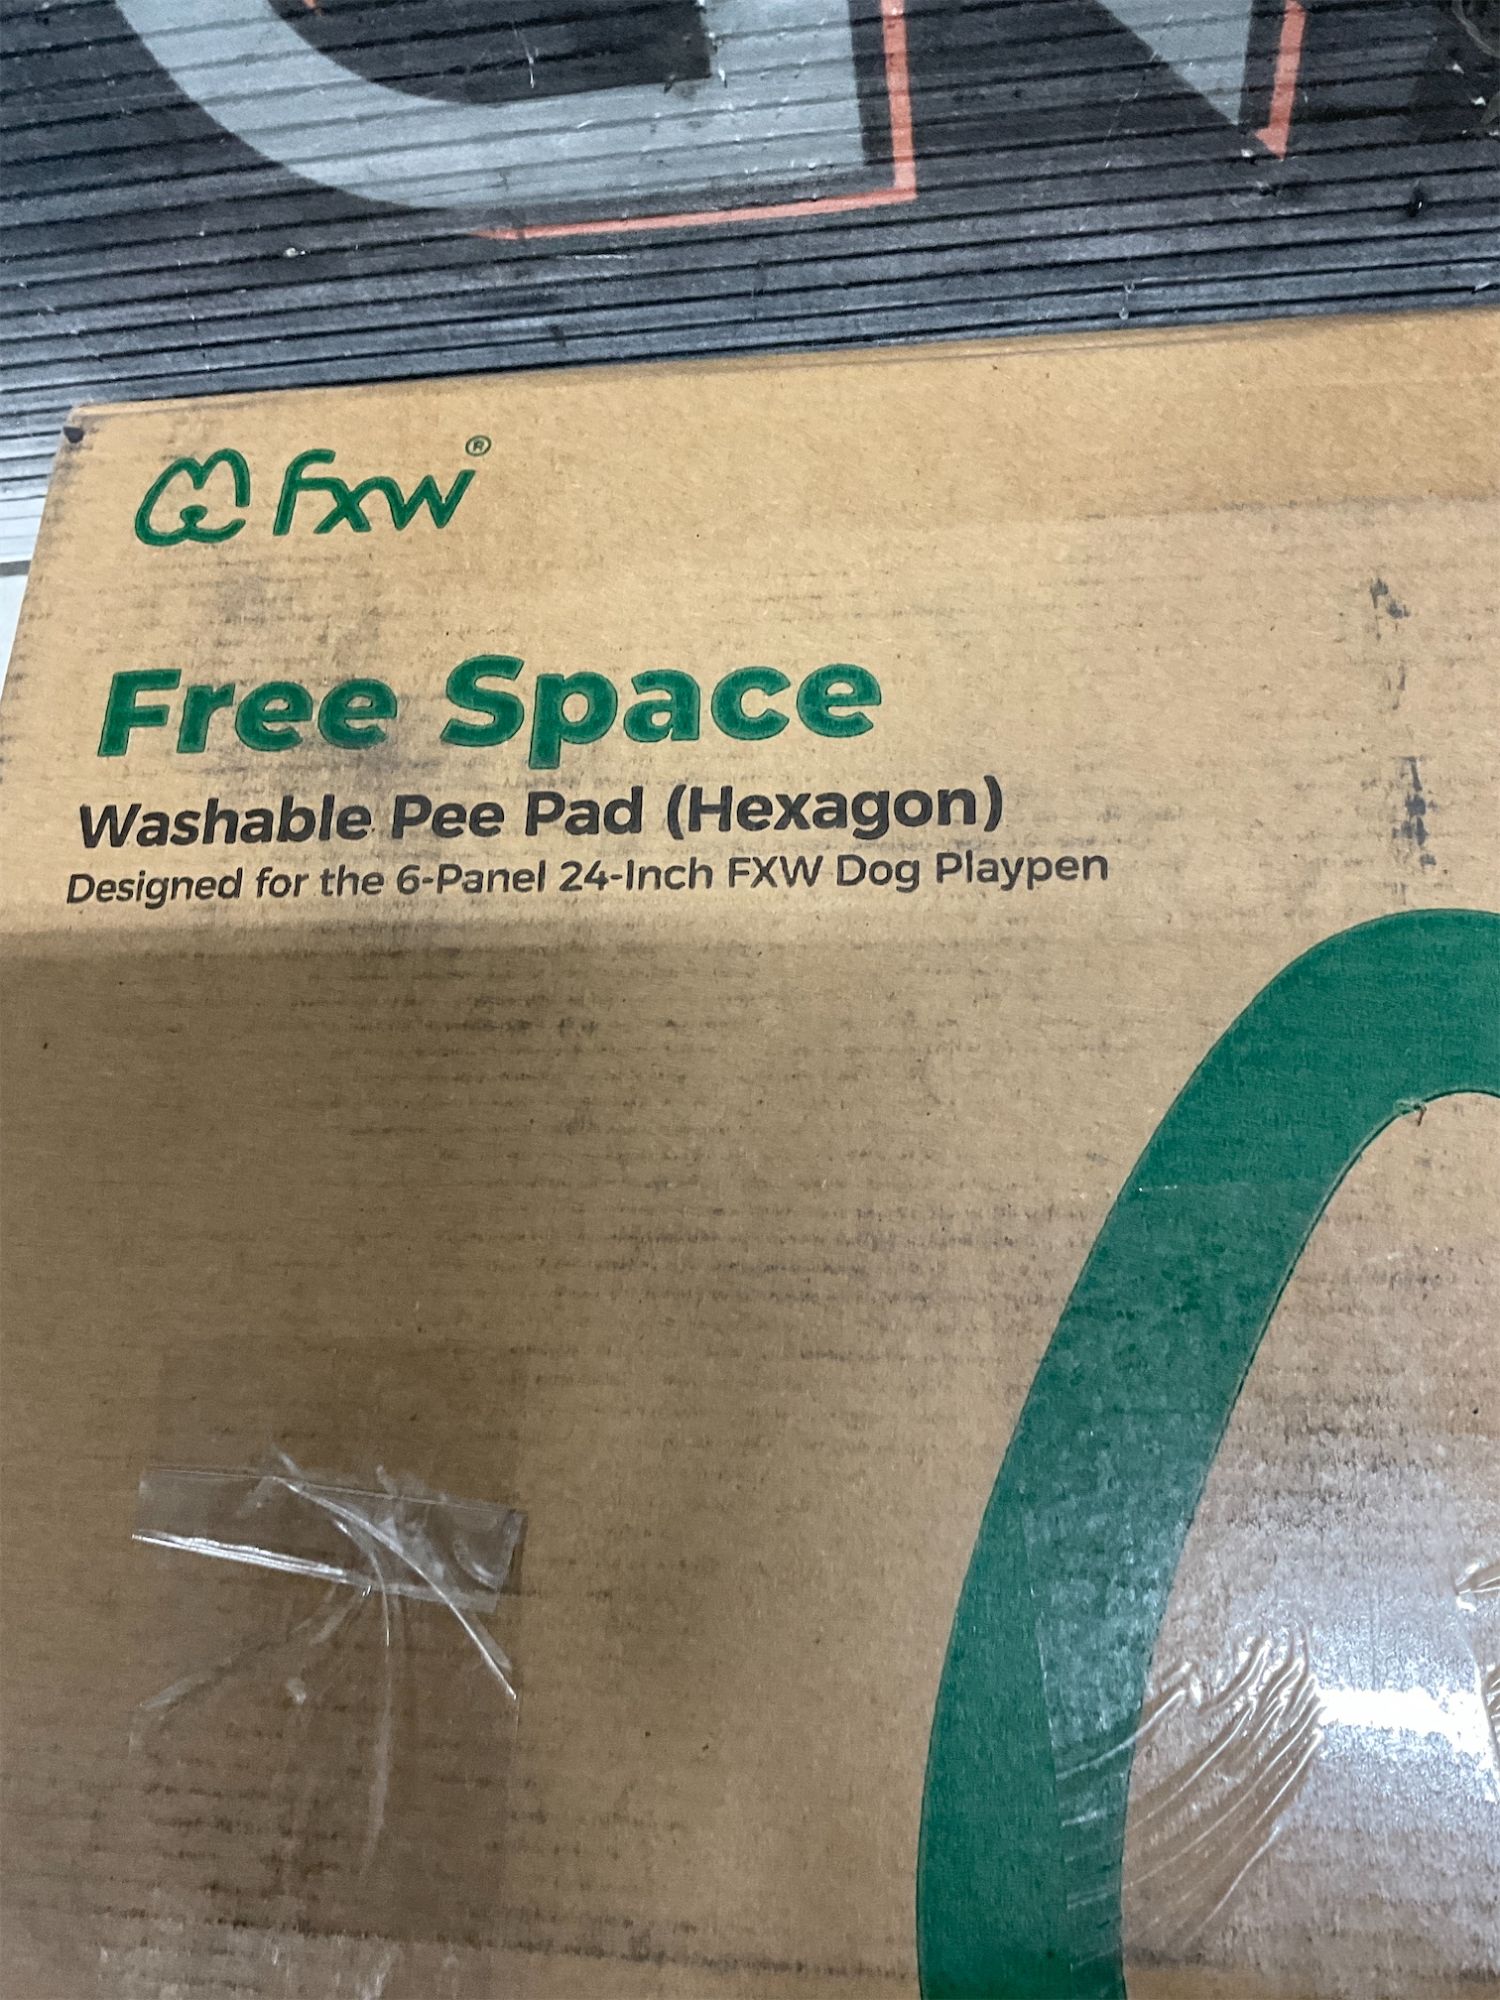 fxw®
Free Space
Washable Pee Pad (Hexagon)
Designed for the 6-Panel 24-Inch FXW Dog Playpen